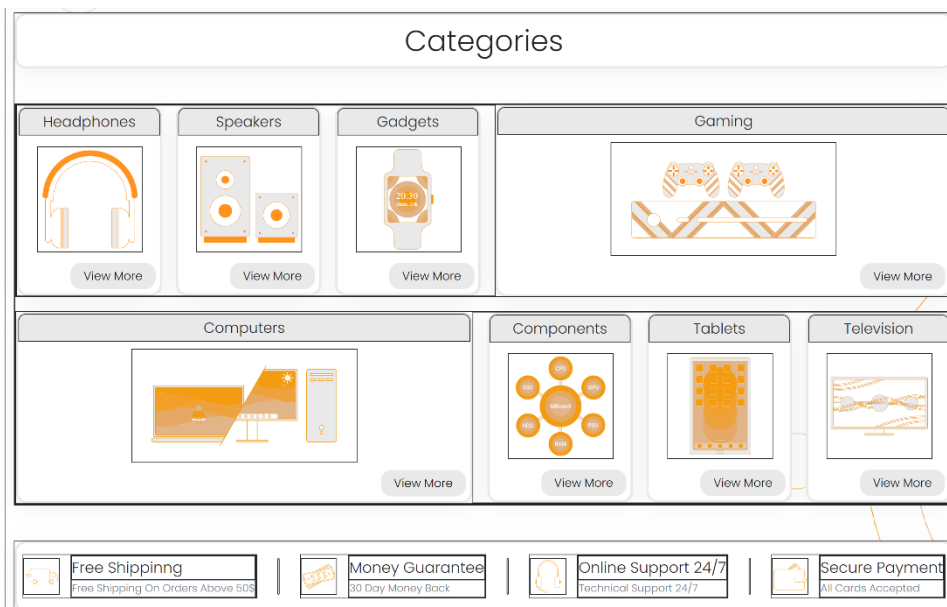 Categories
Headphones
Speakers
Gadgets
Gaming
20:30
View More
View More
View More
View More
Computers
Components
Tablets
Television
CPU
SSD
GPU
MBoard
HDD
PSU
RAM
View More
View More
View More
View More
Free Shippinng
Free Shipping On Orders Above 50$
Money Guarantee
30 Day Money Back
Online Support 24/7
Technical Support 24/7
Secure Payment
All Cards Accepted